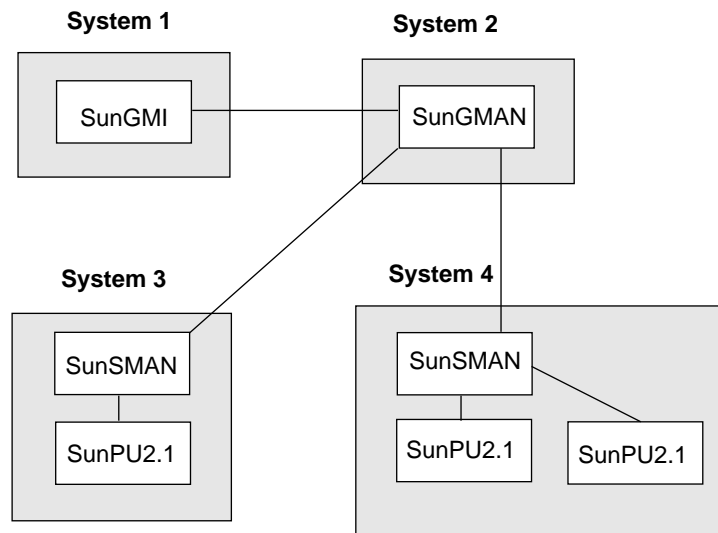 System 1
System 2
SunGMI
SunGMAN
System 3
System 4
SunSMAN
SunSMAN
SunPU2.1
SunPU2.1
SunPU2.1